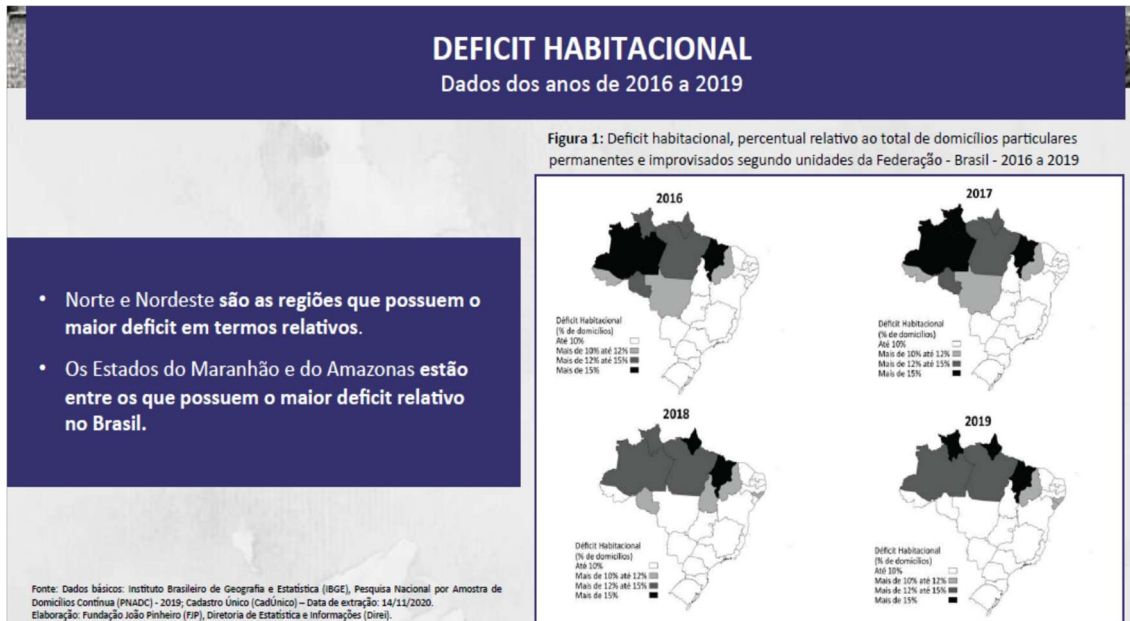 DEFICIT HABITACIONAL
Dados dos anos de 2016 a 2019
Figura 1: Deficit habitacional, percentual relativo ao total de domicílios particulares
permanentes e improvisados segundo unidades da Federação - Brasil - 2016 a 2019
• Norte e Nordeste são as regiões que possuem o
maior deficit em termos relativos.
• Os Estados do Maranhão e do Amazonas estão
entre os que possuem o maior deficit relativo
no Brasil.
2016
Déficit Habitacional
(% de domicílios)
Até 10%
Mais de 10% até 12%
Mais de 12% até 15%
Mais de 15%
2017
Déficit Habitacional
(% de domicílios)
Até 10%
Mais de 10% até 12%
Mais de 12% até 15%
Mais de 15%
2018
Déficit Habitacional
(% de domicílios)
Até 10%
Mais de 10% até 12%
Mais de 12% até 15%
Mais de 15%
2019
Déficit Habitacional
(% de domicílios)
Até 10%
Mais de 10% até 12%
Mais de 12% até 15%
Mais de 15%
Fonte: Dados básicos: Instituto Brasileiro de Geografia e Estatística (IBGE), Pesquisa Nacional por Amostra de
Domicílios Contínua (PNADC) - 2019; Cadastro Único (CadÚnico) – Data de extração: 14/11/2020.
Elaboração: Fundação João Pinheiro (FJP), Diretoria de Estatística e Informações (Direi).